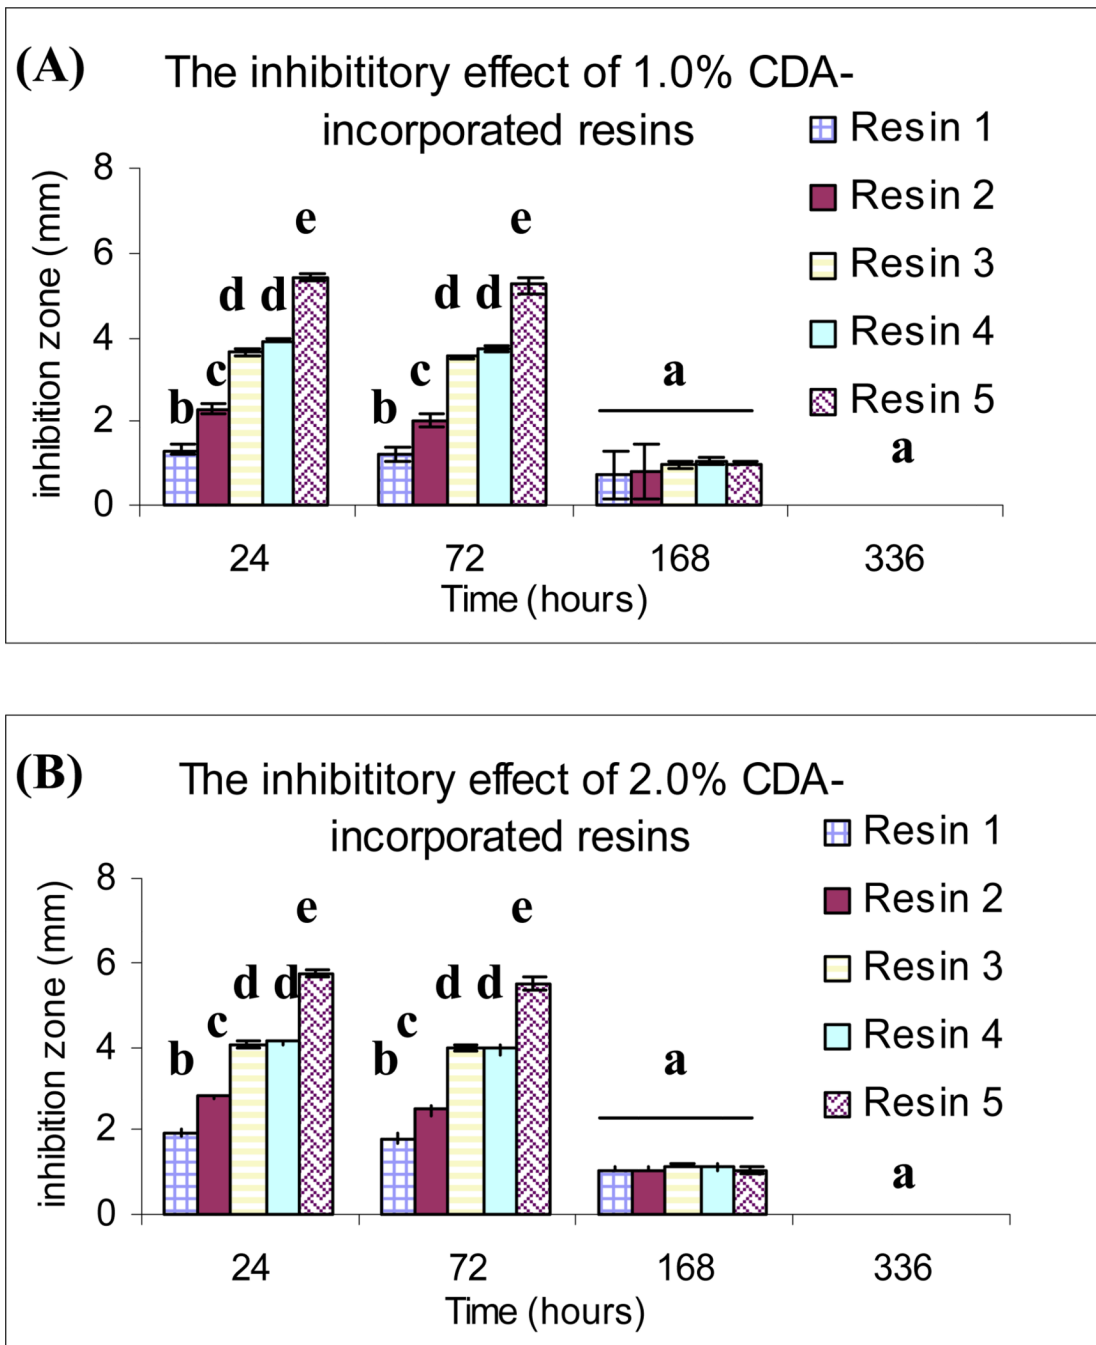 (A)
The inhibititory effect of 1.0% CDA-
incorporated resins
Resin 1
Resin 2
Resin 3
Resin 4
Resin 5
inhibition zone (mm)
8
6
4
2
0
b c d d e
b c d d e
a
a
24 72 168 336
Time (hours)
(B)
The inhibititory effect of 2.0% CDA-
incorporated resins
Resin 1
Resin 2
Resin 3
Resin 4
Resin 5
inhibition zone (mm)
8
6
4
2
0
b c d d e
b c d d e
a
a
24 72 168 336
Time (hours)